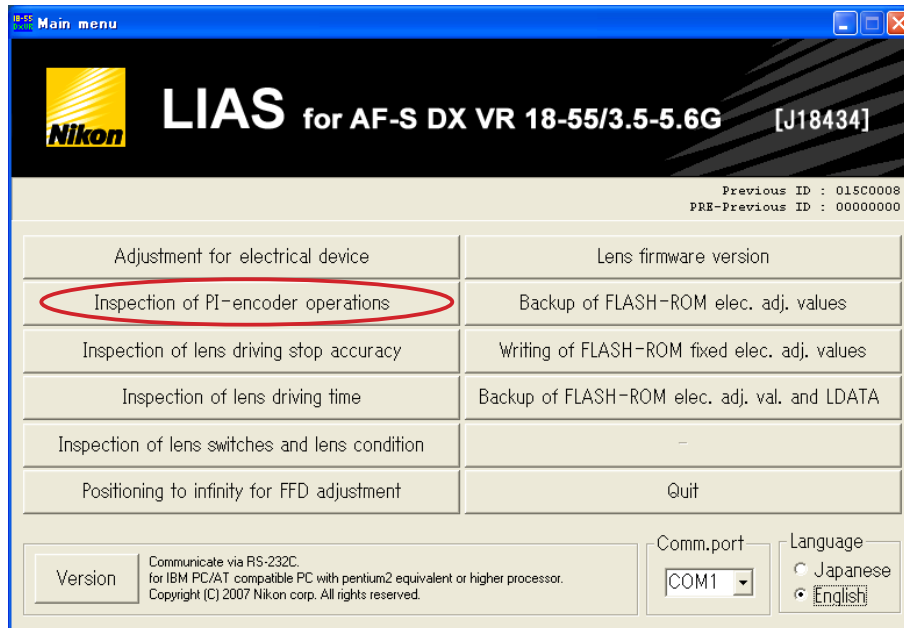 18-55
DXVR Main menu
Nikon
LIAS for AF-S DX VR 18-55/3.5-5.6G [J18434]
Previous ID : 015C0008
PRE-Previous ID : 00000000
Adjustment for electrical device
Lens firmware version
Inspection of PI-encoder operations
Backup of FLASH-ROM elec. adj. values
Inspection of lens driving stop accuracy
Writing of FLASH-ROM fixed elec. adj. values
Inspection of lens driving time
Backup of FLASH-ROM elec. adj. val. and LDATA
Inspection of lens switches and lens condition
-
Positioning to infinity for FFD adjustment
Quit
Version
Communicate via RS-232C.
for IBM PC/AT compatible PC with pentium2 equivalent or higher processor.
Copyright (C) 2007 Nikon corp. All rights reserved.
Comm.port
COM1
Language
Japanese
English